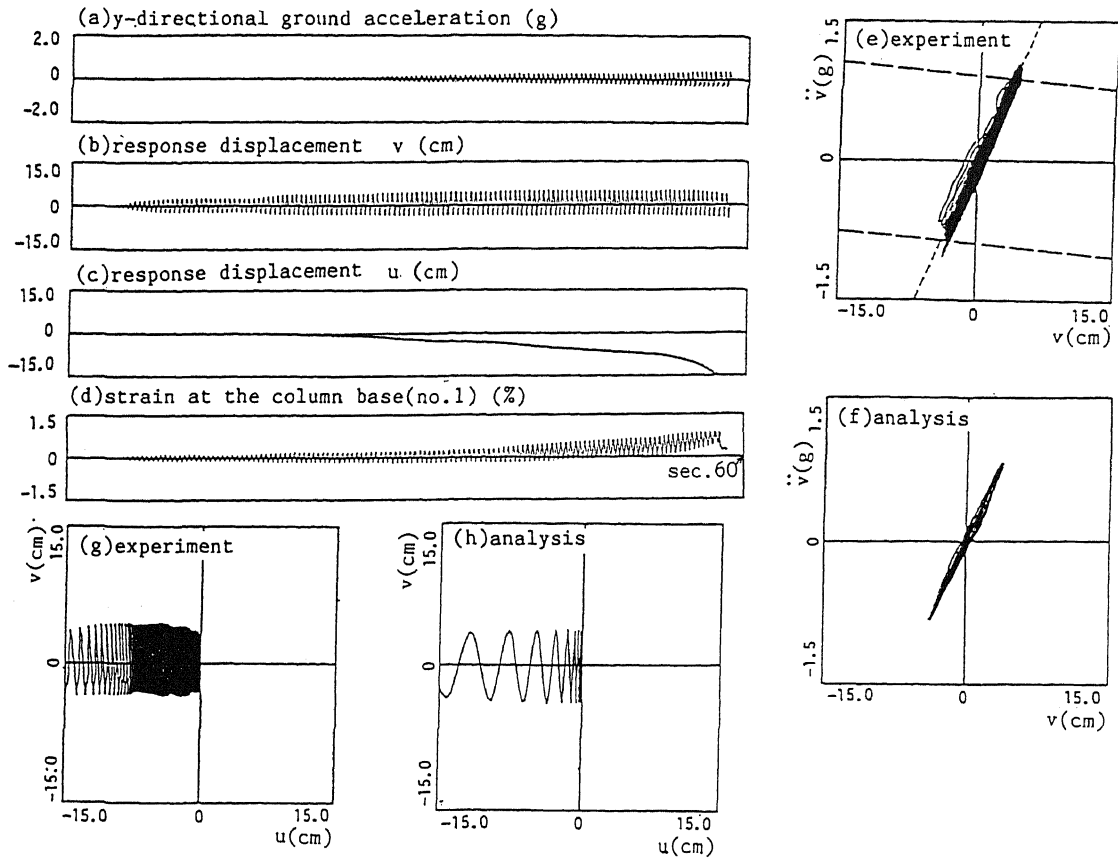 (a)y-directional ground acceleration (g)
2.0
0
-2.0
(b)response displacement v (cm)
15.0
0
-15.0
(c)response displacement u (cm)
15.0
0
-15.0
(d)strain at the column base(no.1) (%)
1.5
0
-1.5
sec.60
(e)experiment
v̈(g)
1.5
0
-1.5
-15.0 0 15.0
v(cm)
(f)analysis
v̈(g)
1.5
0
-1.5
-15.0 0 15.0
v(cm)
(g)experiment
v(cm)
15.0
0
-15.0
-15.0 0 15.0
u(cm)
(h)analysis
v(cm)
15.0
0
-15.0
-15.0 0 15.0
u(cm)